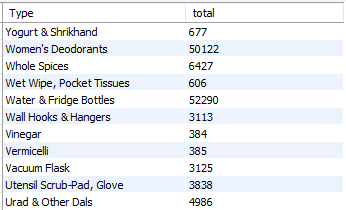 Type total
Yogurt & Shrikhand 677
Women's Deodorants 50122
Whole Spices 6427
Wet Wipe, Pocket Tissues 606
Water & Fridge Bottles 52290
Wall Hooks & Hangers 3113
Vinegar 384
Vermicelli 385
Vacuum Flask 3125
Utensil Scrub-Pad, Glove 3838
Urad & Other Dals 4986